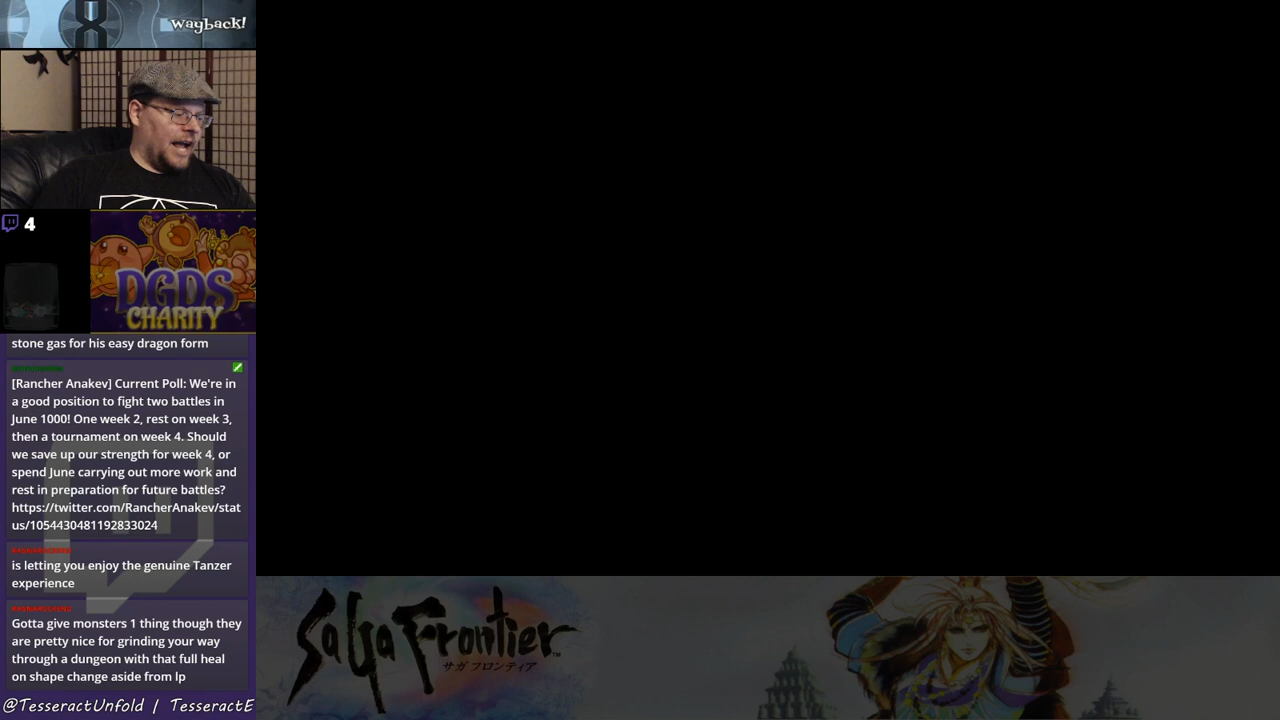 wayback!
4
DGDS
CHARITY
stone gas for his easy dragon form
[Rancher Anakev] Current Poll: We're in
a good position to fight two battles in
June 1000! One week 2, rest on week 3,
then a tournament on week 4. Should
we save up our strength for week 4, or
spend June carrying out more work and
rest in preparation for future battles?
https://twitter.com/RancherAnakev/stat
us/1054430481192833024
is letting you enjoy the genuine Tanzer
experience
Gotta give monsters 1 thing though they
are pretty nice for grinding your way
through a dungeon with that full heal
on shape change aside from lp
@TesseractUnfold / TesseractE
SaGa Frontier
サガ フロンティア